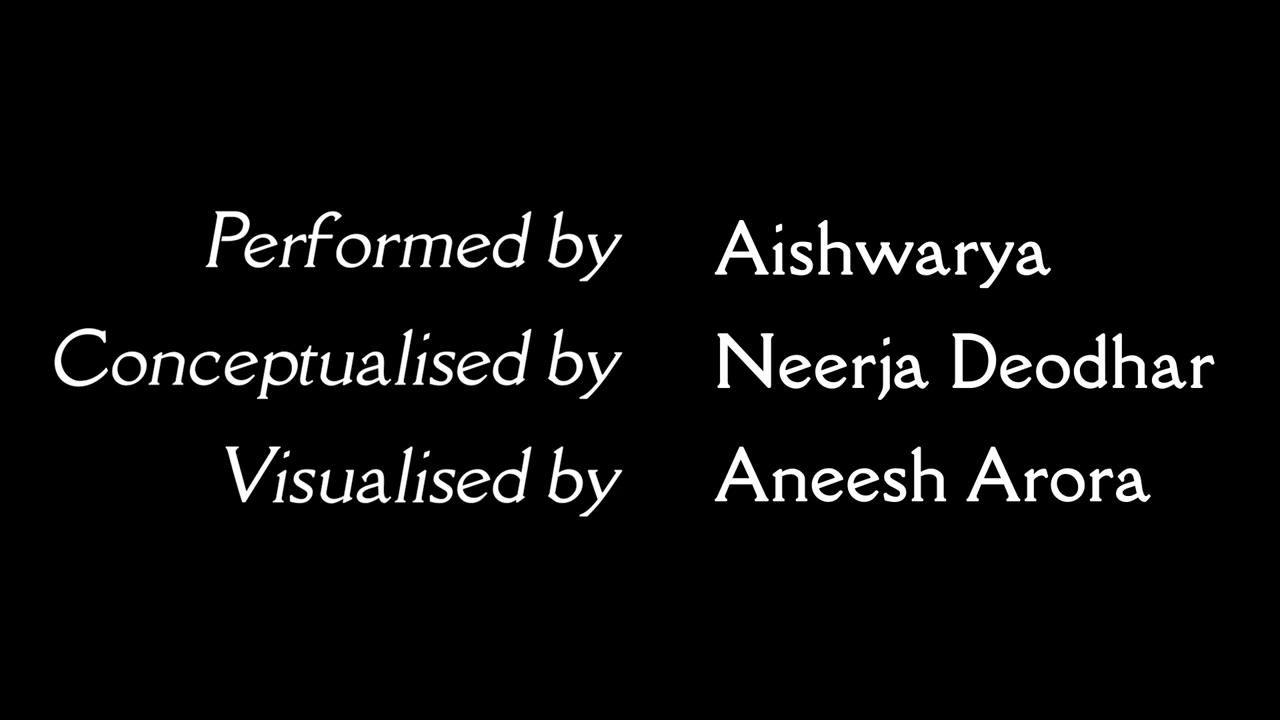 Performed by Aishwarya
Conceptualised by Neerja Deodhar
Visualised by Aneesh Arora